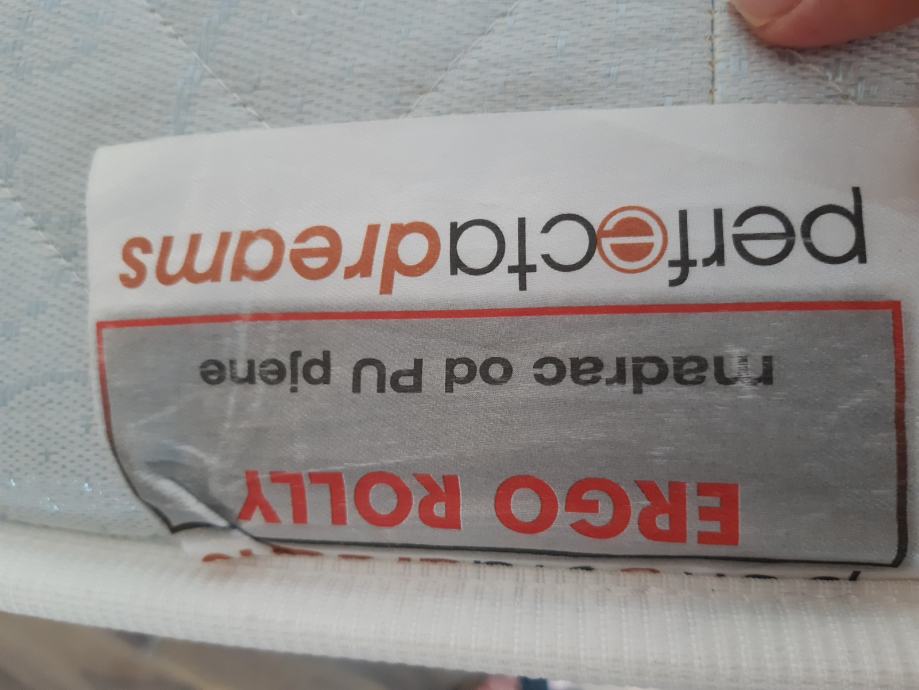 perfectadreams
madrac od PU pjene
ERGO ROLLY